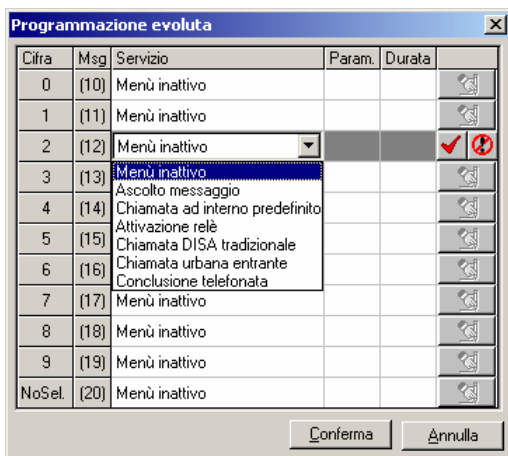 Programmazione evoluta
Cifra Msg Servizio Param. Durata
0 (10) Menù inattivo
1 (11) Menù inattivo
2 (12) Menù inattivo
3 (13) Menù inattivo
Ascolto messaggio
4 (14) Chiamata ad interno predefinito
Attivazione relè
5 (15) Chiamata DISA tradizionale
6 (16) Chiamata urbana entrante
Conclusione telefonata
7 (17) Menù inattivo
8 (18) Menù inattivo
9 (19) Menù inattivo
NoSel. (20) Menù inattivo
Conferma Annulla